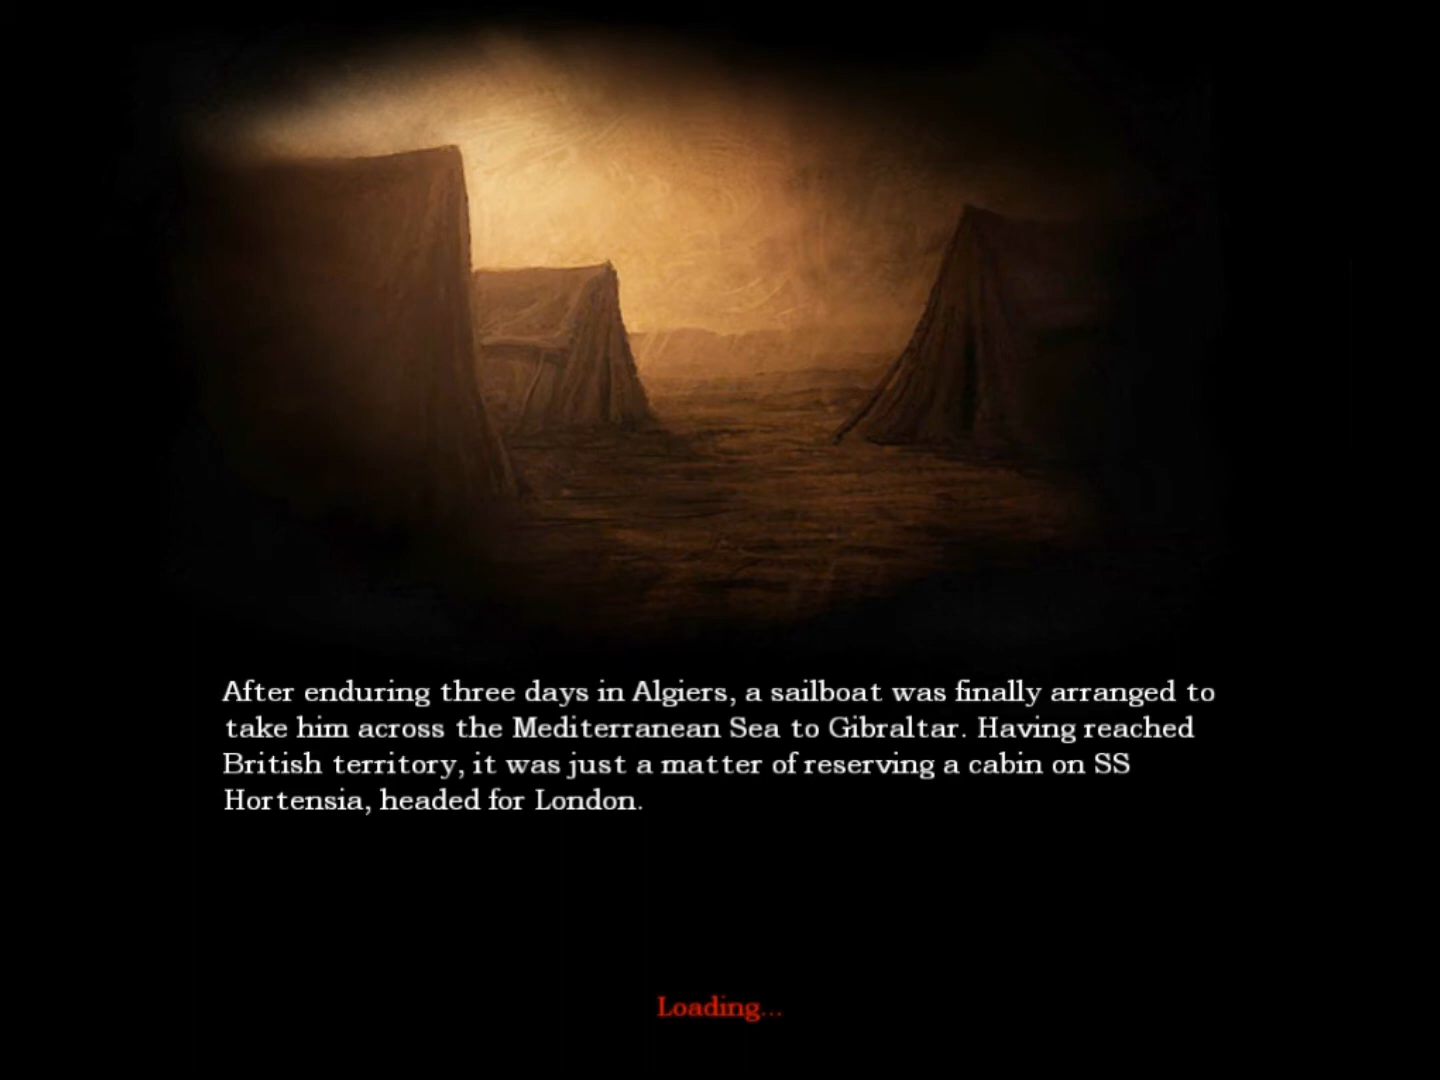 After enduring three days in Algiers, a sailboat was finally arranged to
take him across the Mediterranean Sea to Gibraltar. Having reached
British territory, it was just a matter of reserving a cabin on SS
Hortensia, headed for London.
Loading...